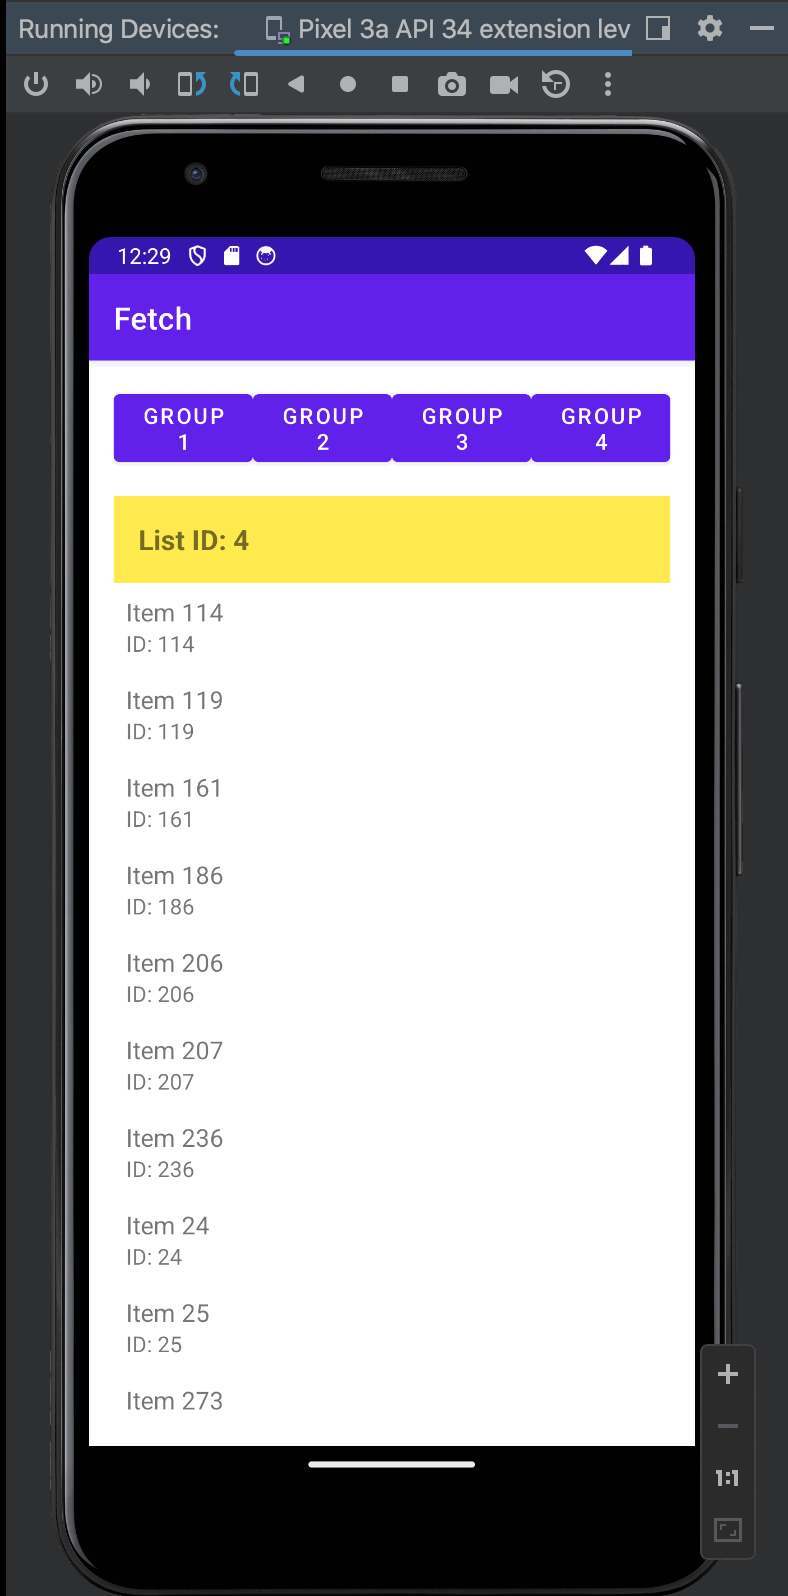 Running Devices:
Pixel 3a API 34 extension lev
12:29
Fetch
GROUP 1
GROUP 2
GROUP 3
GROUP 4
List ID: 4
Item 114
ID: 114
Item 119
ID: 119
Item 161
ID: 161
Item 186
ID: 186
Item 206
ID: 206
Item 207
ID: 207
Item 236
ID: 236
Item 24
ID: 24
Item 25
ID: 25
Item 273
1:1